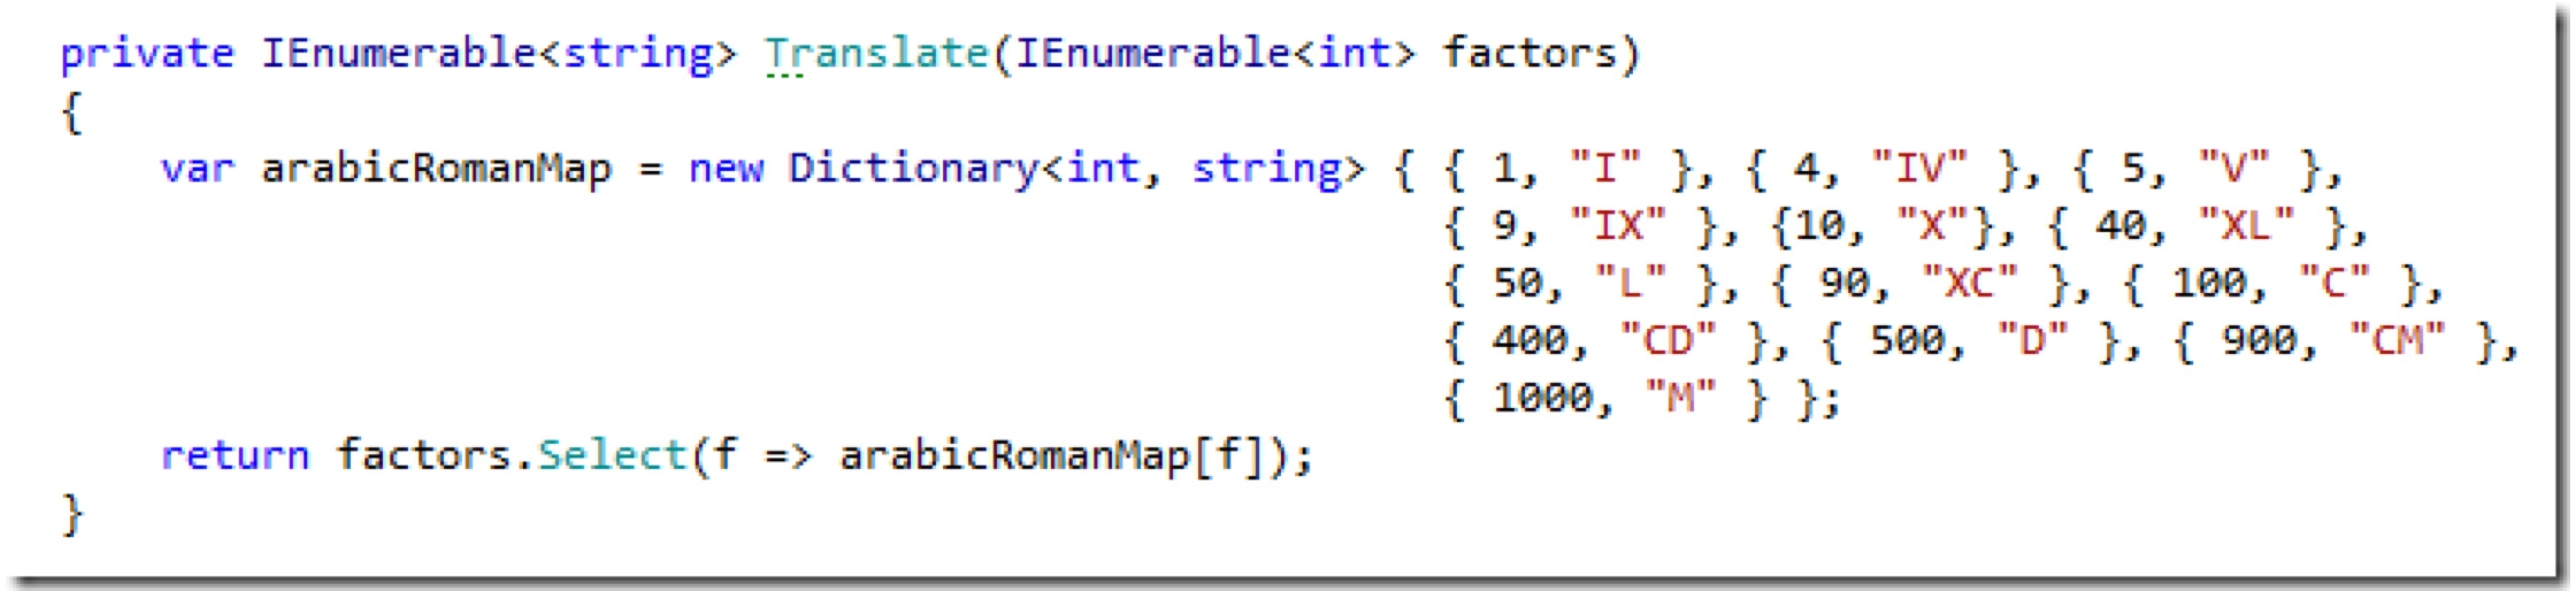 private IEnumerable<string> Translate(IEnumerable<int> factors)
{
    var arabicRomanMap = new Dictionary<int, string> { { 1, "I" }, { 4, "IV" }, { 5, "V" },
                                                       { 9, "IX" }, {10, "X"}, { 40, "XL" },
                                                       { 50, "L" }, { 90, "XC" }, { 100, "C" },
                                                       { 400, "CD" }, { 500, "D" }, { 900, "CM" },
                                                       { 1000, "M" } };
    return factors.Select(f => arabicRomanMap[f]);
}